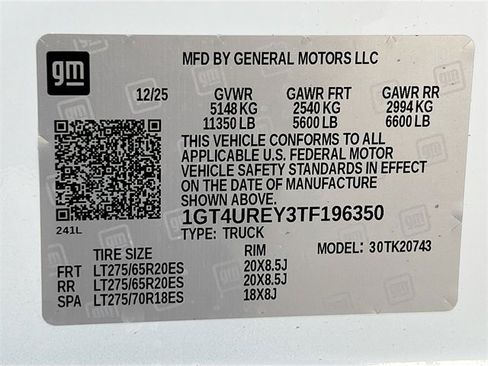 gm
MFD BY GENERAL MOTORS LLC
12/25 GVWR GAWR FRT GAWR RR
5148 KG 2540 KG 2994 KG
11350 LB 5600 LB 6600 LB
THIS VEHICLE CONFORMS TO ALL
APPLICABLE U.S. FEDERAL MOTOR
VEHICLE SAFETY STANDARDS IN EFFECT
ON THE DATE OF MANUFACTURE
SHOWN ABOVE.
1GT4UREY3TF196350
241L
TYPE: TRUCK
TIRE SIZE RIM MODEL: 30TK20743
FRT LT275/65R20ES 20X8.5J
RR LT275/65R20ES 20X8.5J
SPA LT275/70R18ES 18X8J